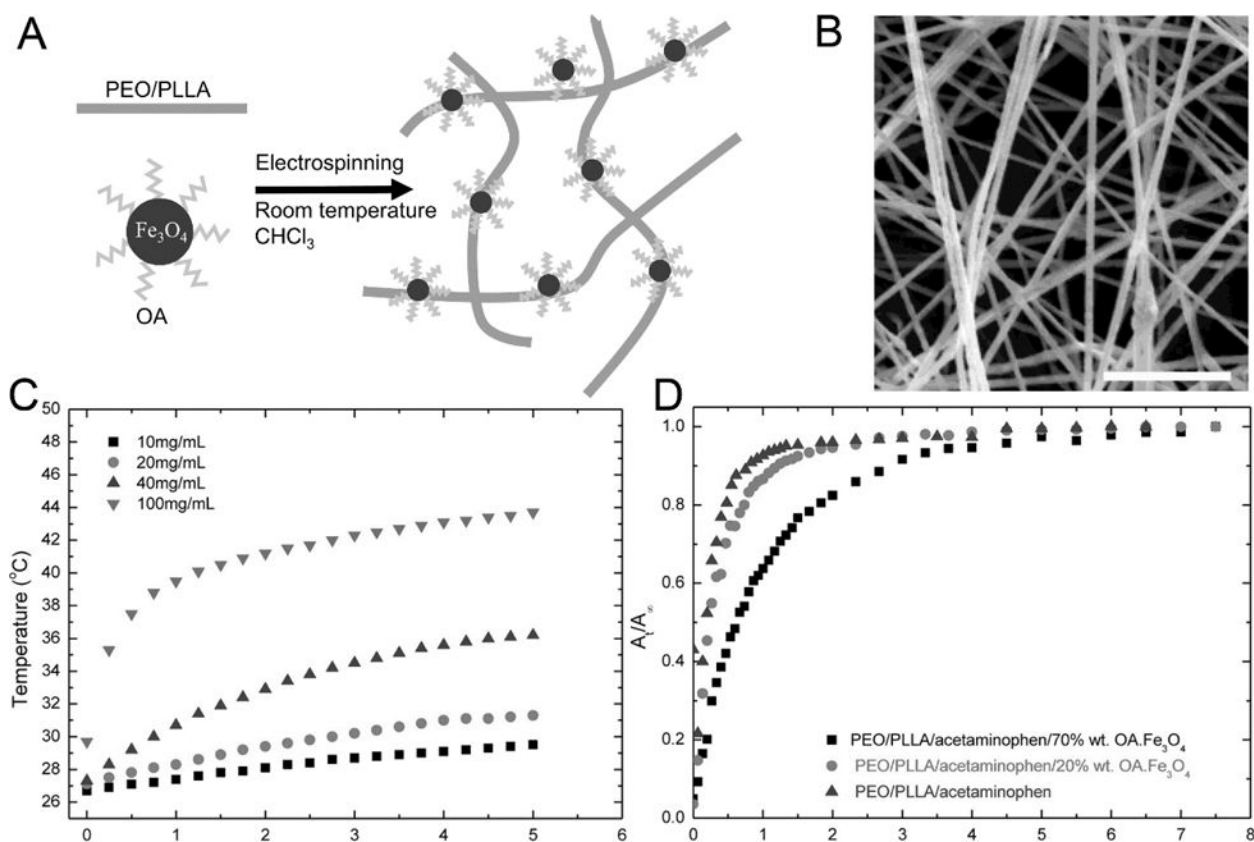 A
PEO/PLLA
Fe₃O₄
OA
Electrospinning
Room temperature
CHCl₃
B
C
Temperature (°C)
50
48
46
44
42
40
38
36
34
32
30
28
26
10mg/mL
20mg/mL
40mg/mL
100mg/mL
0 1 2 3 4 5 6
D
Aₜ/A∞
1.0
0.8
0.6
0.4
0.2
0.0
PEO/PLLA/acetaminophen/70% wt. OA.Fe₃O₄
PEO/PLLA/acetaminophen/20% wt. OA.Fe₃O₄
PEO/PLLA/acetaminophen
0 1 2 3 4 5 6 7 8